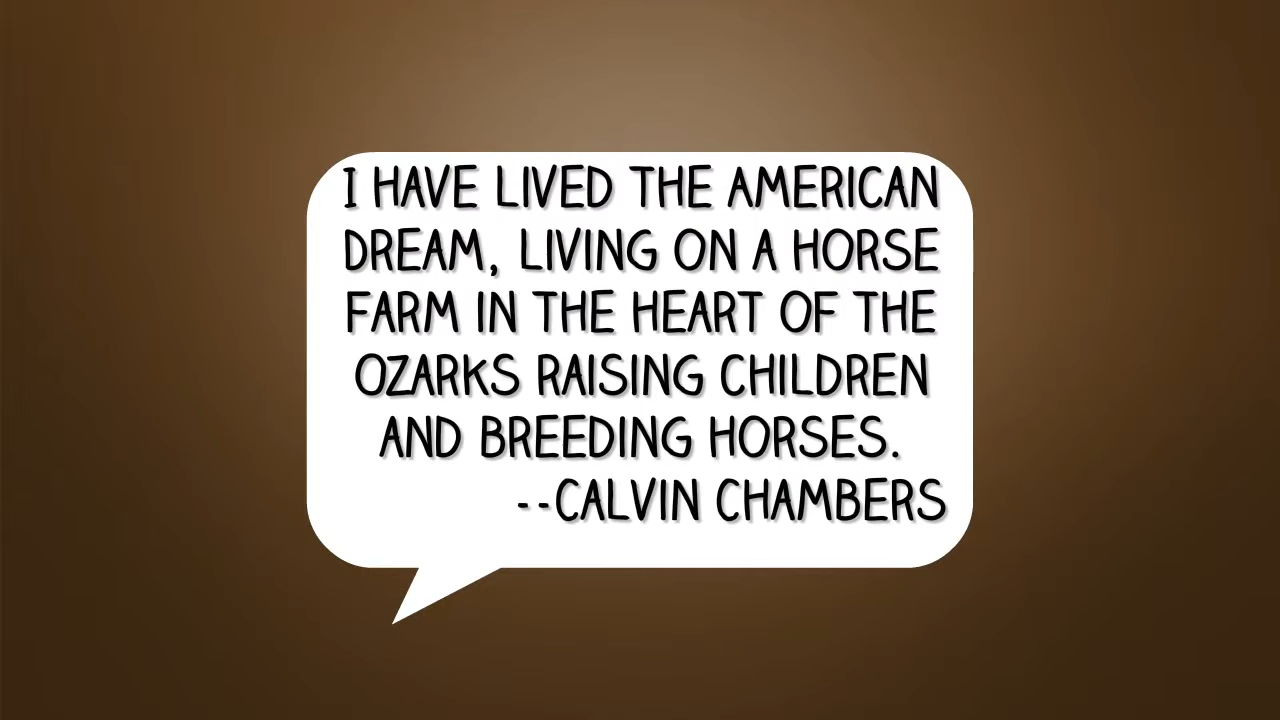 I HAVE LIVED THE AMERICAN
DREAM, LIVING ON A HORSE
FARM IN THE HEART OF THE
OZARKS RAISING CHILDREN
AND BREEDING HORSES.
--CALVIN CHAMBERS